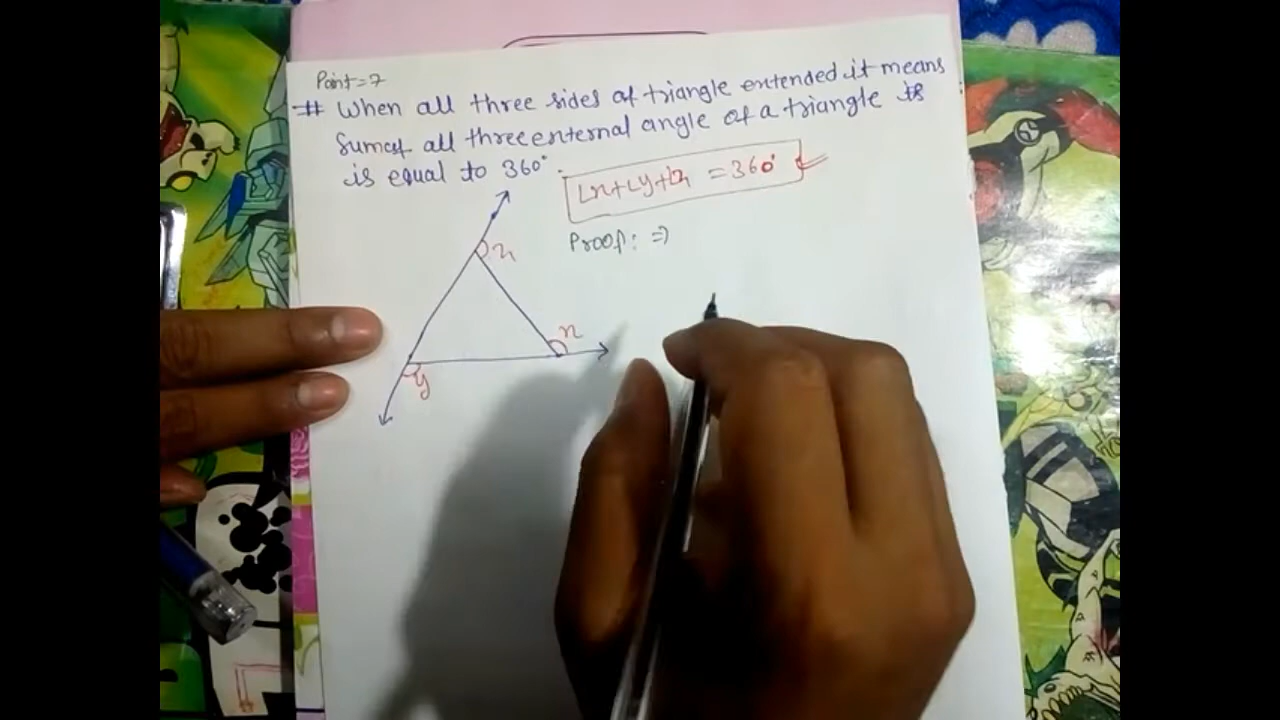 Point=7
# When all three sides of triangle extended it means
Sum of all three external angle of a triangle is
is equal to 360°.
∠x+∠y+∠z = 360°
Proof: ⇒
z
x
y